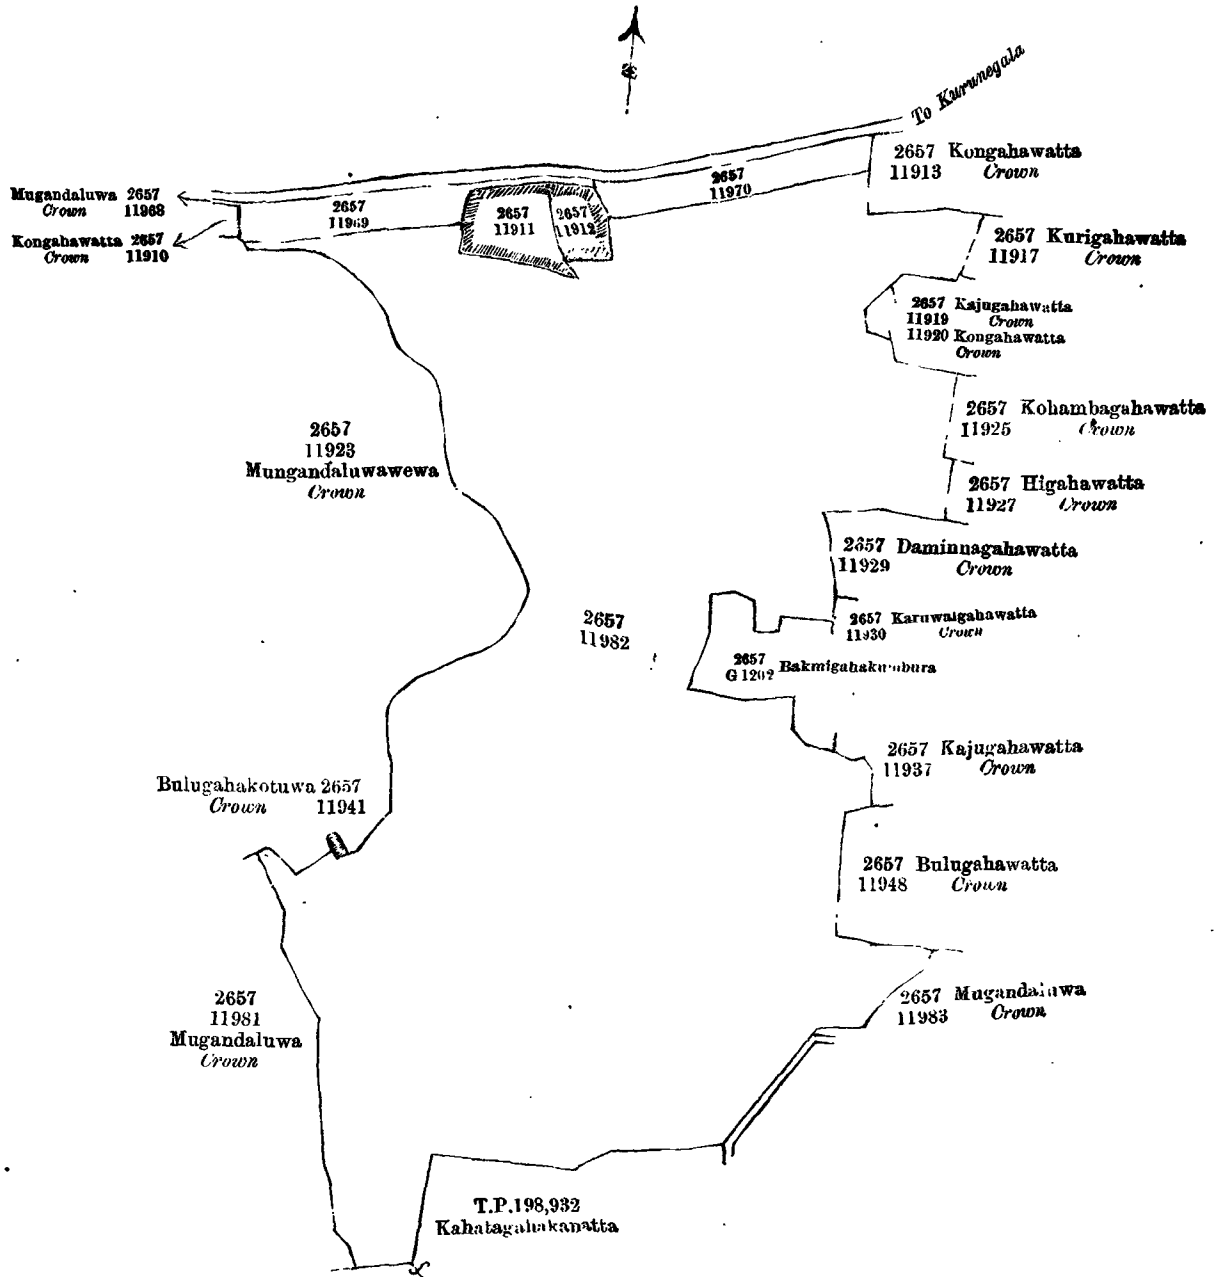 To Kurunegala
2657 Kongahawatta
11913 Crown
2657
11970
Mugandaluwa 2657
Crown 11968
2657
11969
2657
11911
2657
11912
Kongahawatta 2657
Crown 11910
2657 Kurigahawatta
11917 Crown
2657 Kajugahawatta
11919 Crown
11920 Kongahawatta
Crown
2657 Kohambagahawatta
11925 Crown
2657
11923
Mungandaluwawewa
Crown
2657 Higahawatta
11927 Crown
2657 Daminnagahawatta
11929 Crown
2657
11982
2657 Karuwalgahawatta
11930 Crown
2657
G 1202 Bakmigahakumbura
2657 Kajugahawatta
11937 Crown
Bulugahakotuwa 2657
Crown 11941
2657 Bulugahawatta
11948 Crown
2657 Mugandaluwa
11983 Crown
2657
11981
Mugandaluwa
Crown
T.P.198,932
Kahatagahakanatta